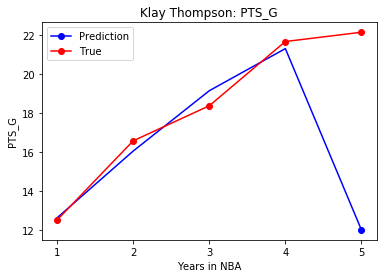 Klay Thompson: PTS_G
Prediction
True
22
20
18
16
14
12
PTS_G
1 2 3 4 5
Years in NBA